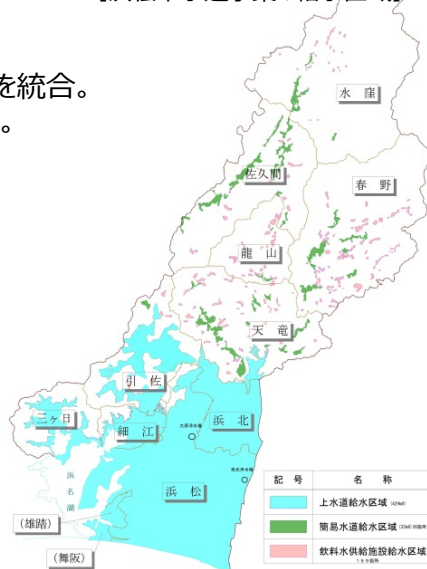 を統合。
。
水 窪
佐久間
春 野
龍 山
天 竜
引 佐
三ヶ日
細 江
浜 北
浜 松
浜名湖
(雄踏)
(舞阪)
記 号 名 称
上水道給水区域
簡易水道給水区域
飲料水供給施設給水区域